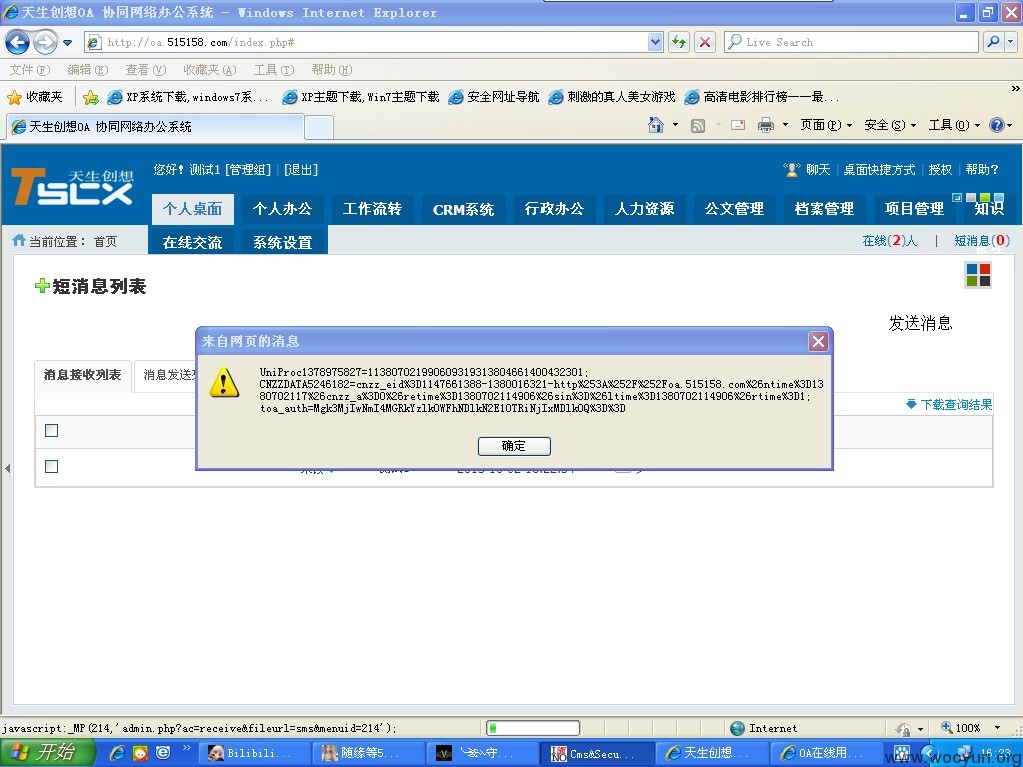 天生创想OA 协同网络办公系统 - Windows Internet Explorer
http://oa.515158.com/index.php#
Live Search
文件(F) 编辑(E) 查看(V) 收藏夹(A) 工具(T) 帮助(H)
收藏夹 XP系统下载,windows7系... XP主题下载,Win7主题下载 安全网址导航 刺激的真人美女游戏 高清电影排行榜一一最...
天生创想OA 协同网络办公系统
页面(P) 安全(S) 工具(O)
天生创想
TSCX
您好! 测试1 [管理组] | [退出]
聊天 | 桌面快捷方式 | 授权 | 帮助?
个人桌面 个人办公 工作流转 CRM系统 行政办公 人力资源 公文管理 档案管理 项目管理 知识
当前位置: 首页
在线交流 系统设置
在线(2)人 | 短消息(0)
短消息列表
发送消息
消息接收列表 消息发送
下载查询结果
来自网页的消息
UniProc1378975827=113807021990609319313804661400432301;
CNZZDATA5246182=cnzz_eid%3D1147661388-1380016321-http%253A%252F%252Foa.515158.com%26ntime%3D13
80702117%26cnzz_a%3D0%26retime%3D1380702114906%26sin%3D%26ltime%3D1380702114906%26rtime%3D1;
确定
javascript:_MP(214,'admin.php?ac=receive&fileurl=sms&menuid=214');
Internet
100%
开始
Bilibili...
随缘等5...
Cms&Secu...
天生创想...
OA在线用...
16:23
www.wooyun.org